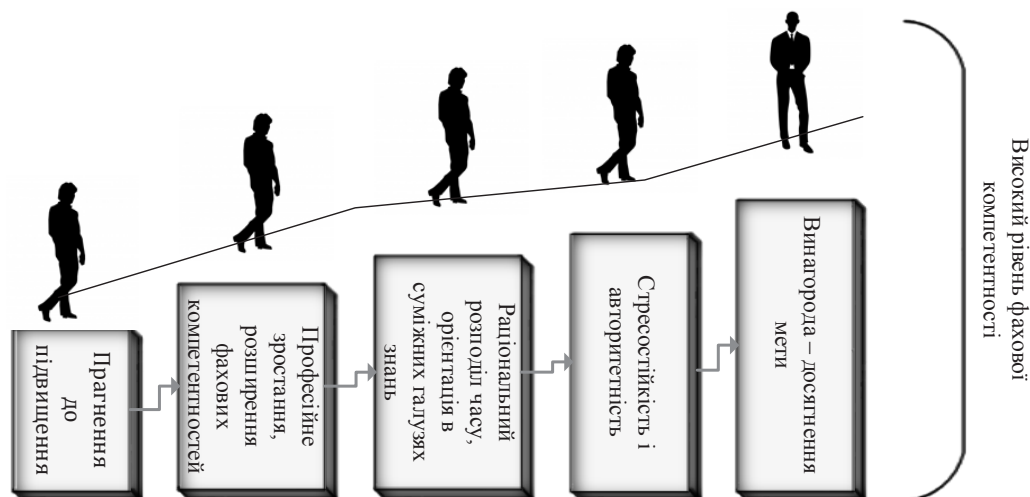 Прагнення
до
підвищення
Професійне
зростання,
розширення
фахових
компетентностей
Раціональний
розподіл часу,
орієнтація в
суміжних галузях
знань
Стресостійкість і
авторитетність
Винагорода – досягнення
мети
Високий рівень фахової
компетентності